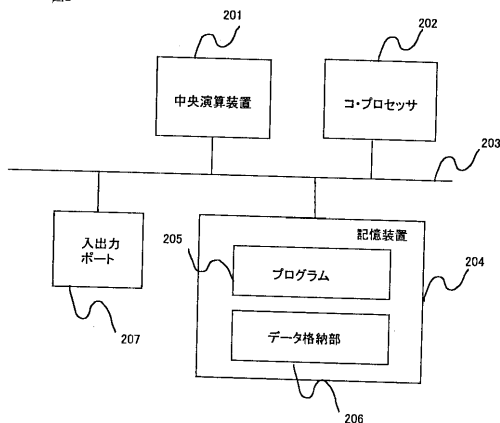 201
202
中央演算装置
コ・プロセッサ
203
入出力
ポート
記憶装置
205
プログラム
204
データ格納部
207
206